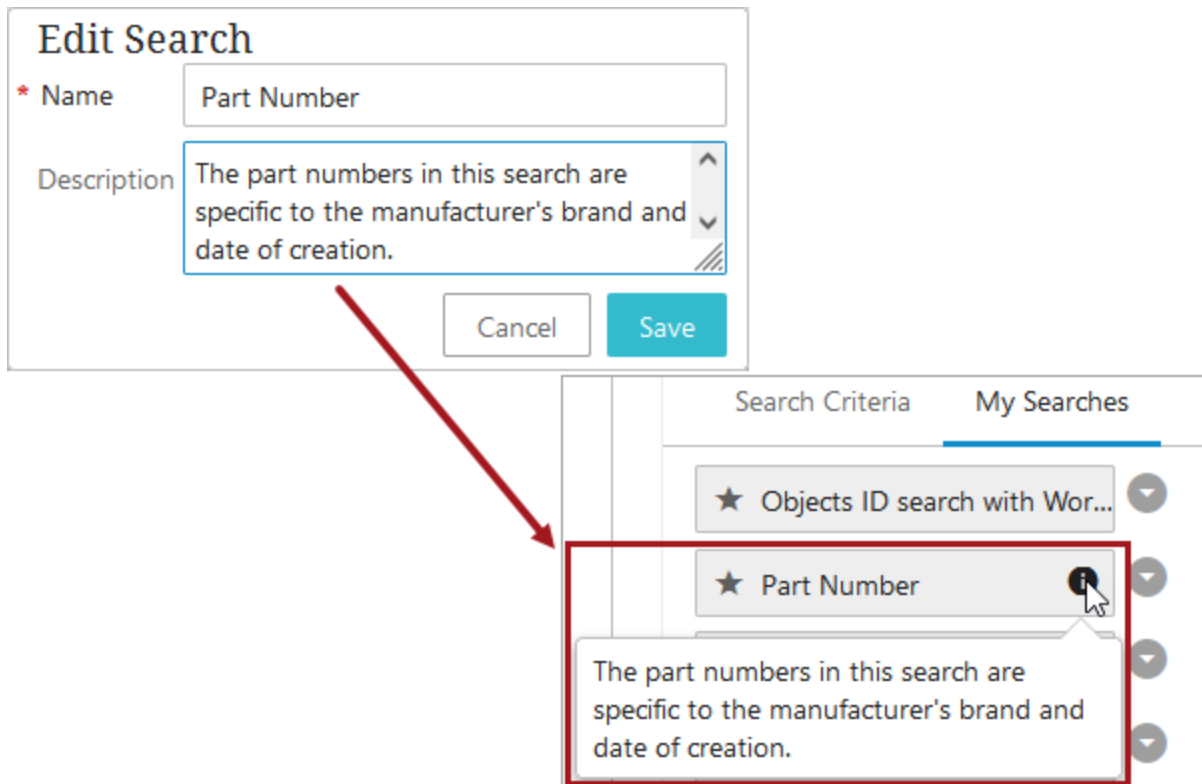 Edit Search
* Name
Part Number
Description
The part numbers in this search are
specific to the manufacturer's brand and
date of creation.
Cancel
Save
Search Criteria
My Searches
★ Objects ID search with Wor...
★ Part Number
The part numbers in this search are
specific to the manufacturer's brand and
date of creation.